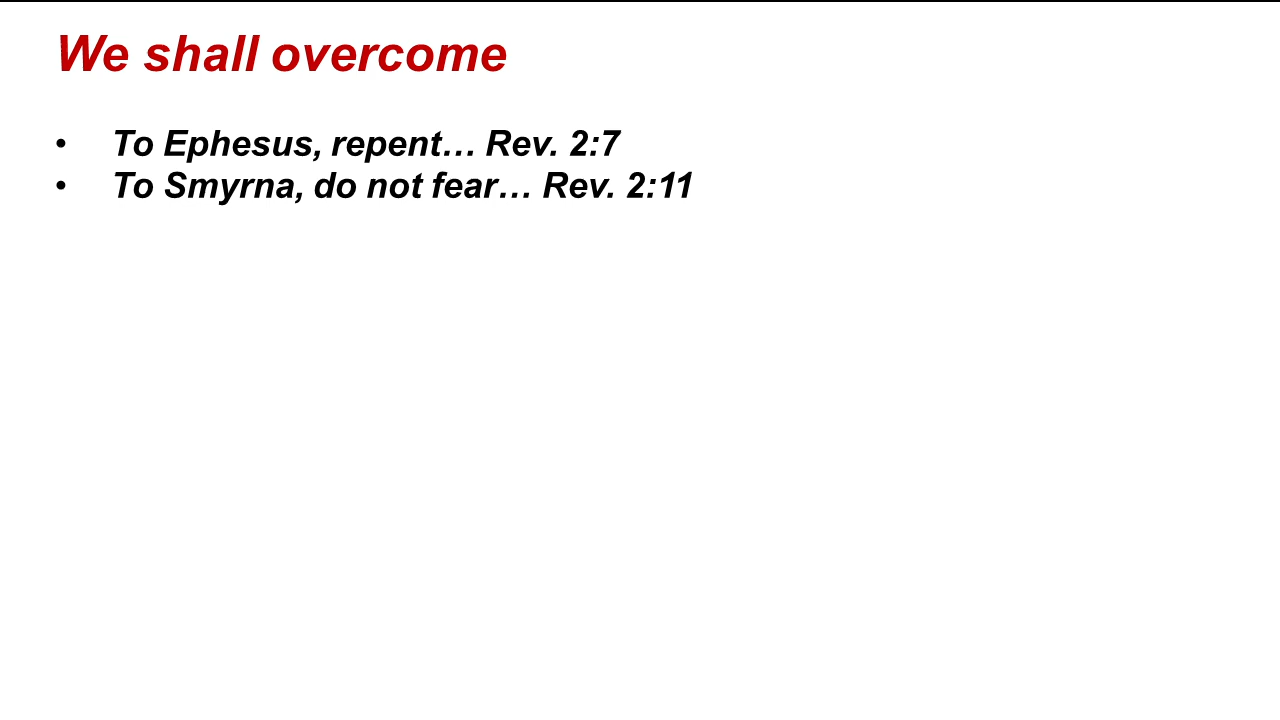 We shall overcome
• To Ephesus, repent… Rev. 2:7
• To Smyrna, do not fear… Rev. 2:11